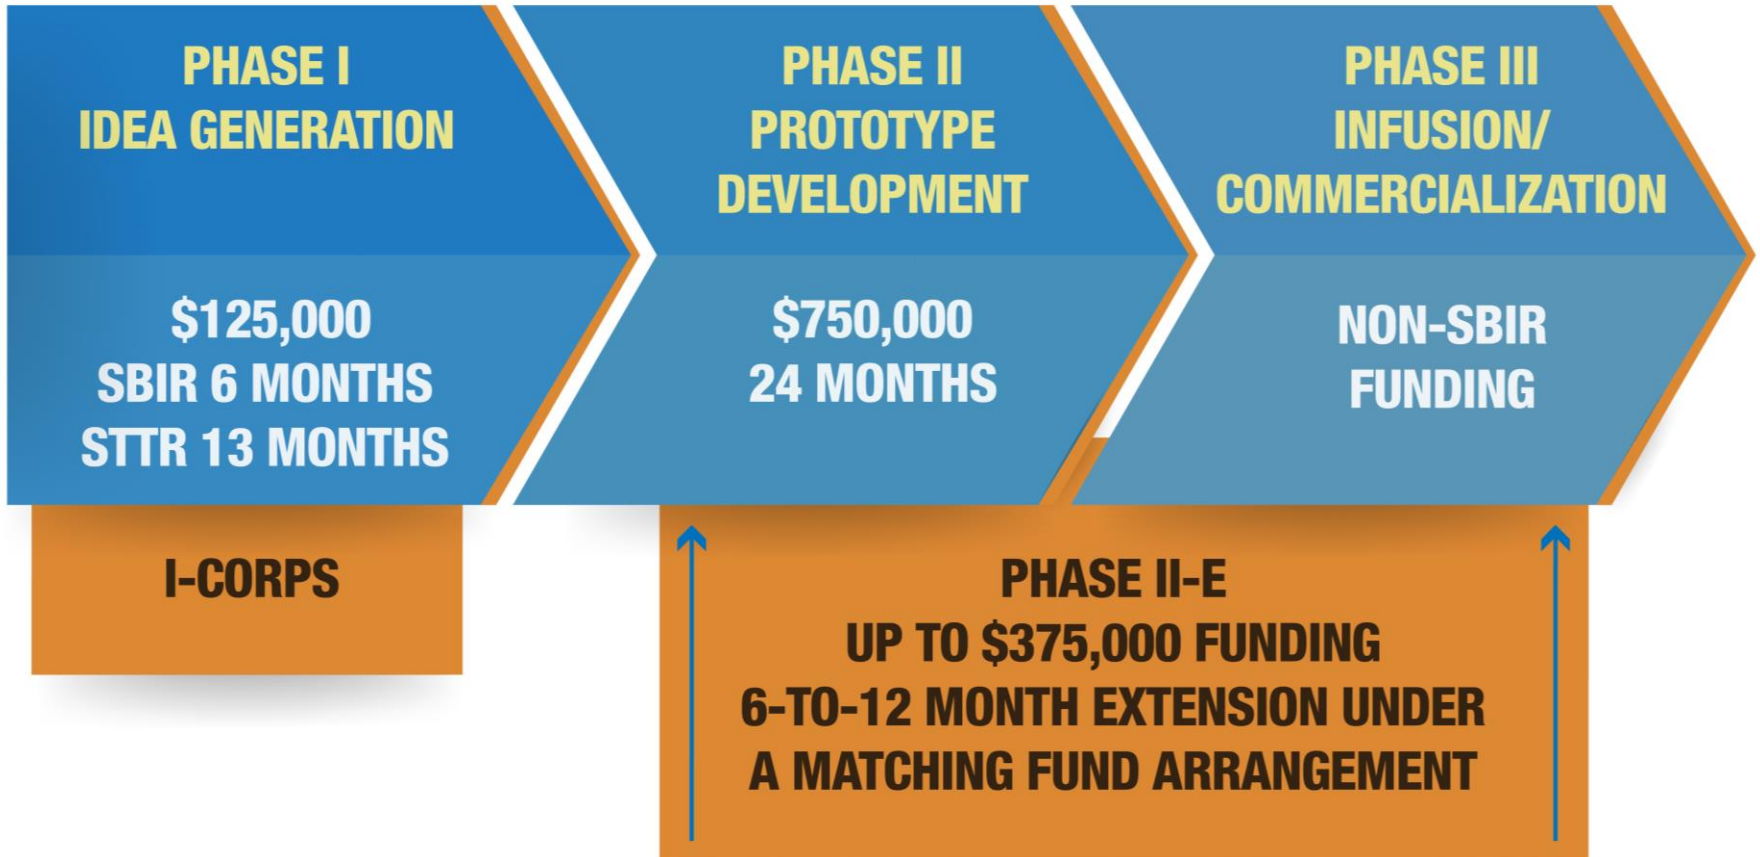 PHASE I
IDEA GENERATION
$125,000
SBIR 6 MONTHS
STTR 13 MONTHS
I-CORPS
PHASE II
PROTOTYPE
DEVELOPMENT
$750,000
24 MONTHS
PHASE III
INFUSION/
COMMERCIALIZATION
NON-SBIR
FUNDING
PHASE II-E
UP TO $375,000 FUNDING
6-TO-12 MONTH EXTENSION UNDER
A MATCHING FUND ARRANGEMENT